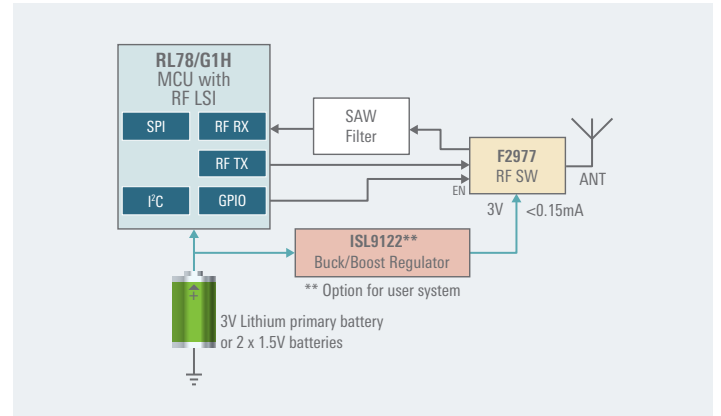 RL78/G1H
MCU with
RF LSI
SPI
RF RX
RF TX
I²C
GPIO
SAW
Filter
F2977
RF SW
EN
ANT
3V
<0.15mA
ISL9122**
Buck/Boost Regulator
** Option for user system
+
3V Lithium primary battery
or 2 x 1.5V batteries